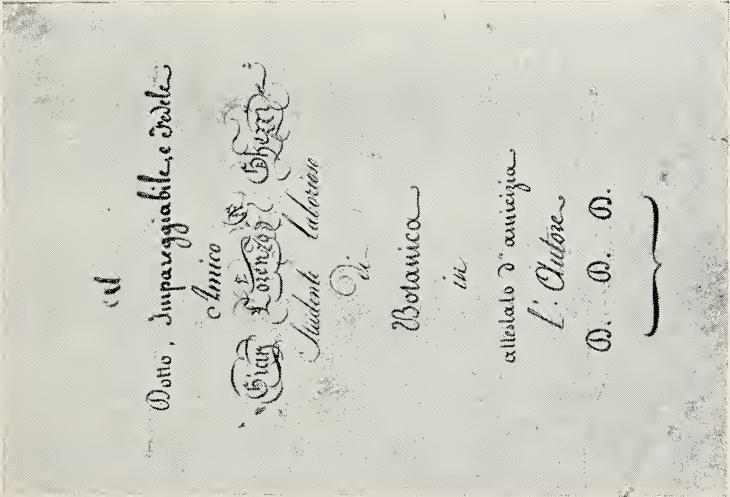 Al
Dotto, Impareggiabile, e Fedele
Amico
Gian Lorenzo
Studente laborioso
di
Botanica
in
attestato d'amicizia
L'Autore
D. D. D.